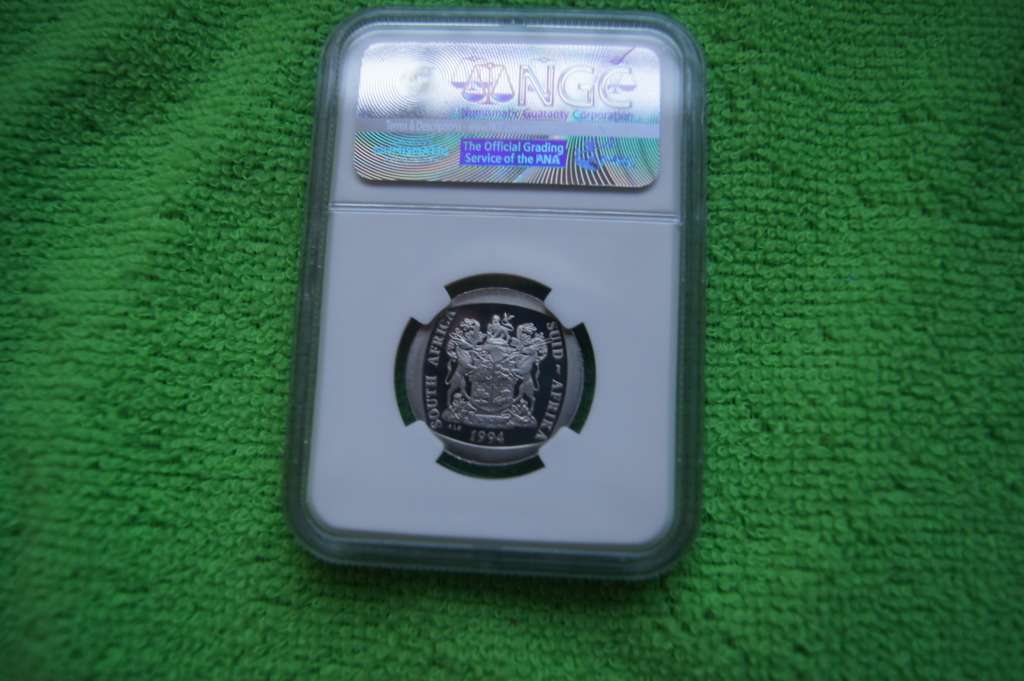 NGC
Numismatic Guaranty Corporation
The Official Grading
Service of the ANA
SOUTH AFRICA
SUID-AFRIKA
1994